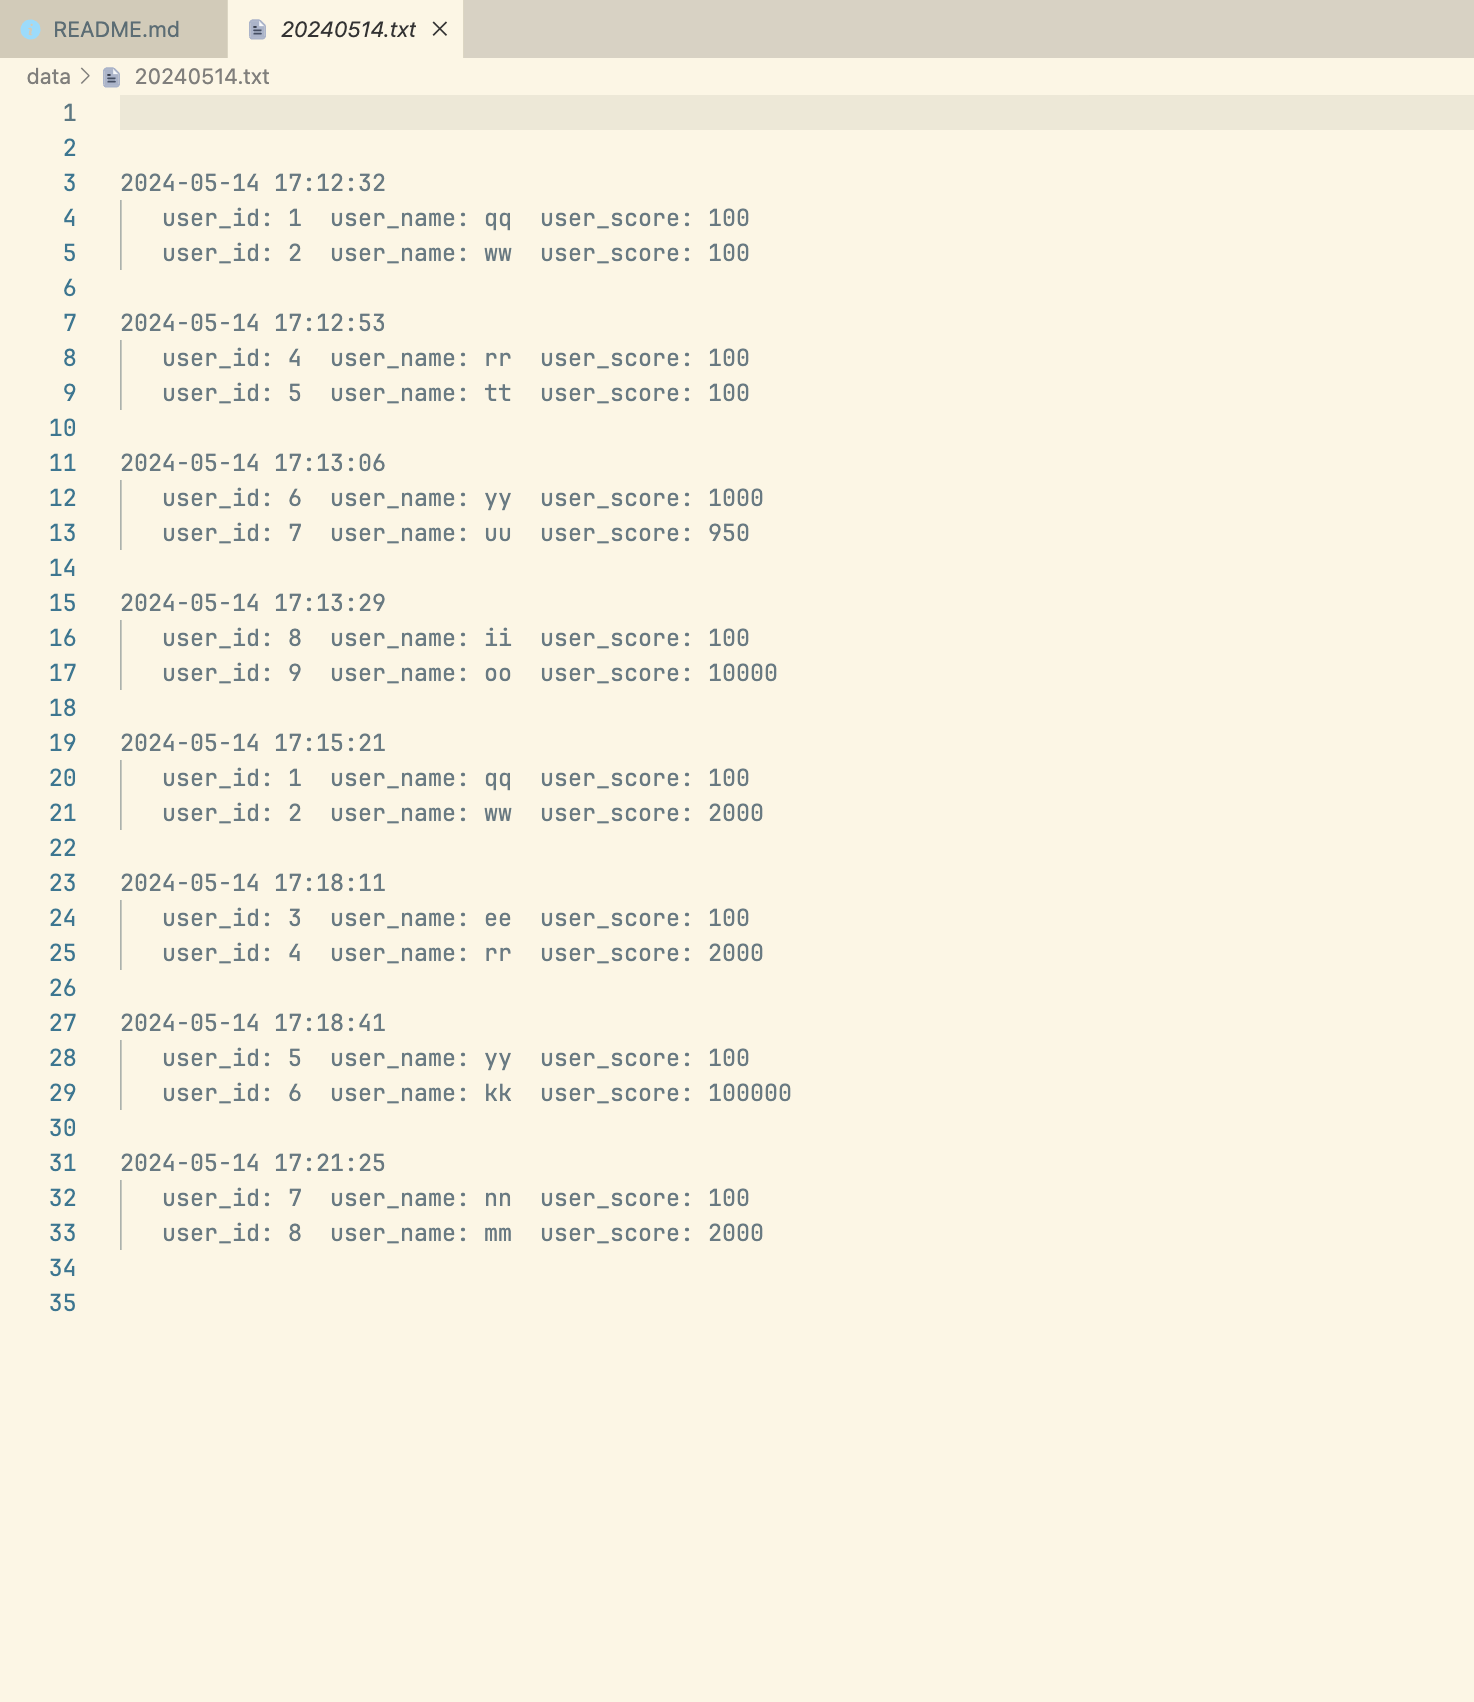 README.md
20240514.txt
data > 20240514.txt
1
2
3 2024-05-14 17:12:32
4 user_id: 1 user_name: qq user_score: 100
5 user_id: 2 user_name: ww user_score: 100
6
7 2024-05-14 17:12:53
8 user_id: 4 user_name: rr user_score: 100
9 user_id: 5 user_name: tt user_score: 100
10
11 2024-05-14 17:13:06
12 user_id: 6 user_name: yy user_score: 1000
13 user_id: 7 user_name: uu user_score: 950
14
15 2024-05-14 17:13:29
16 user_id: 8 user_name: ii user_score: 100
17 user_id: 9 user_name: oo user_score: 10000
18
19 2024-05-14 17:15:21
20 user_id: 1 user_name: qq user_score: 100
21 user_id: 2 user_name: ww user_score: 2000
22
23 2024-05-14 17:18:11
24 user_id: 3 user_name: ee user_score: 100
25 user_id: 4 user_name: rr user_score: 2000
26
27 2024-05-14 17:18:41
28 user_id: 5 user_name: yy user_score: 100
29 user_id: 6 user_name: kk user_score: 100000
30
31 2024-05-14 17:21:25
32 user_id: 7 user_name: nn user_score: 100
33 user_id: 8 user_name: mm user_score: 2000
34
35